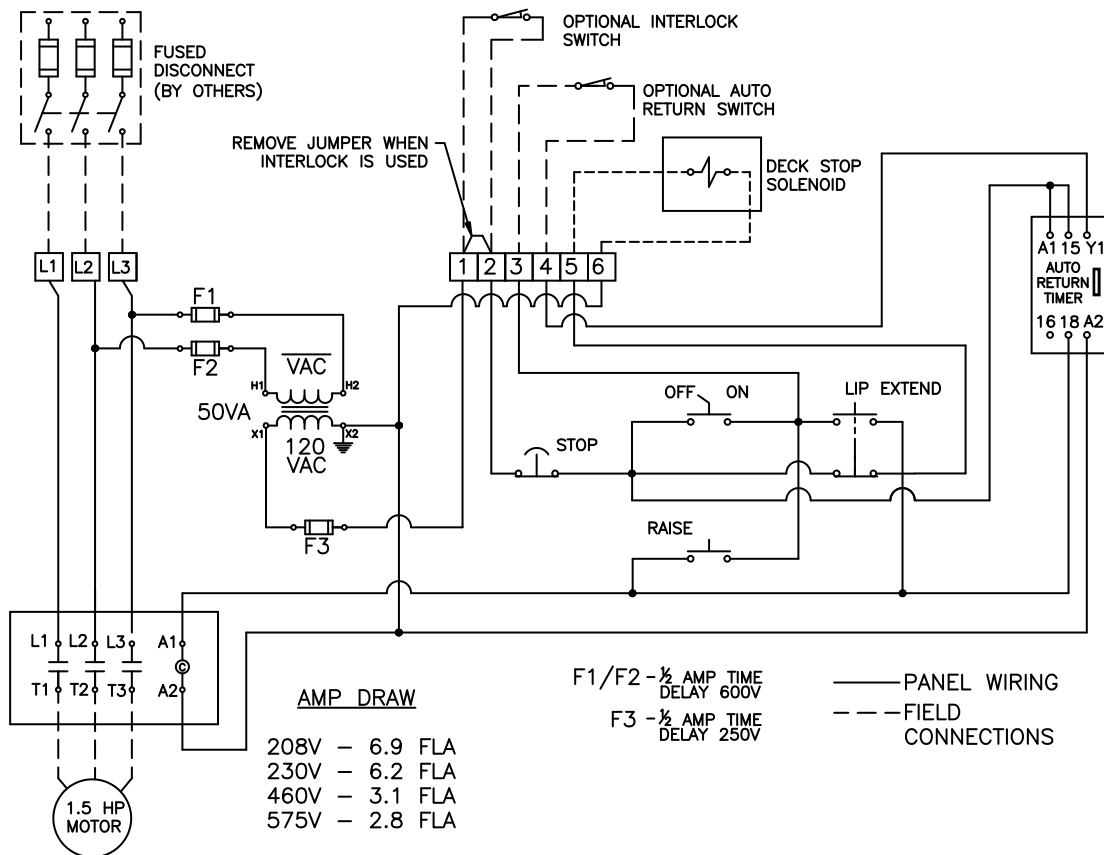 OPTIONAL INTERLOCK
SWITCH
FUSED
DISCONNECT
(BY OTHERS)
OPTIONAL AUTO
RETURN SWITCH
REMOVE JUMPER WHEN
INTERLOCK IS USED
DECK STOP
SOLENOID
L1 L2 L3
1 2 3 4 5 6
A1 15 Y1
AUTO
RETURN
TIMER
16 18 A2
F1
F2
VAC
H1 H2
50VA
X1 X2
120
VAC
F3
OFF ON
LIP EXTEND
STOP
RAISE
L1 L2 L3 A1
C
T1 T2 T3 A2
1.5 HP
MOTOR
AMP DRAW
208V - 6.9 FLA
230V - 6.2 FLA
460V - 3.1 FLA
575V - 2.8 FLA
F1/F2 - ½ AMP TIME
DELAY 600V
F3 - ½ AMP TIME
DELAY 250V
PANEL WIRING
FIELD
CONNECTIONS